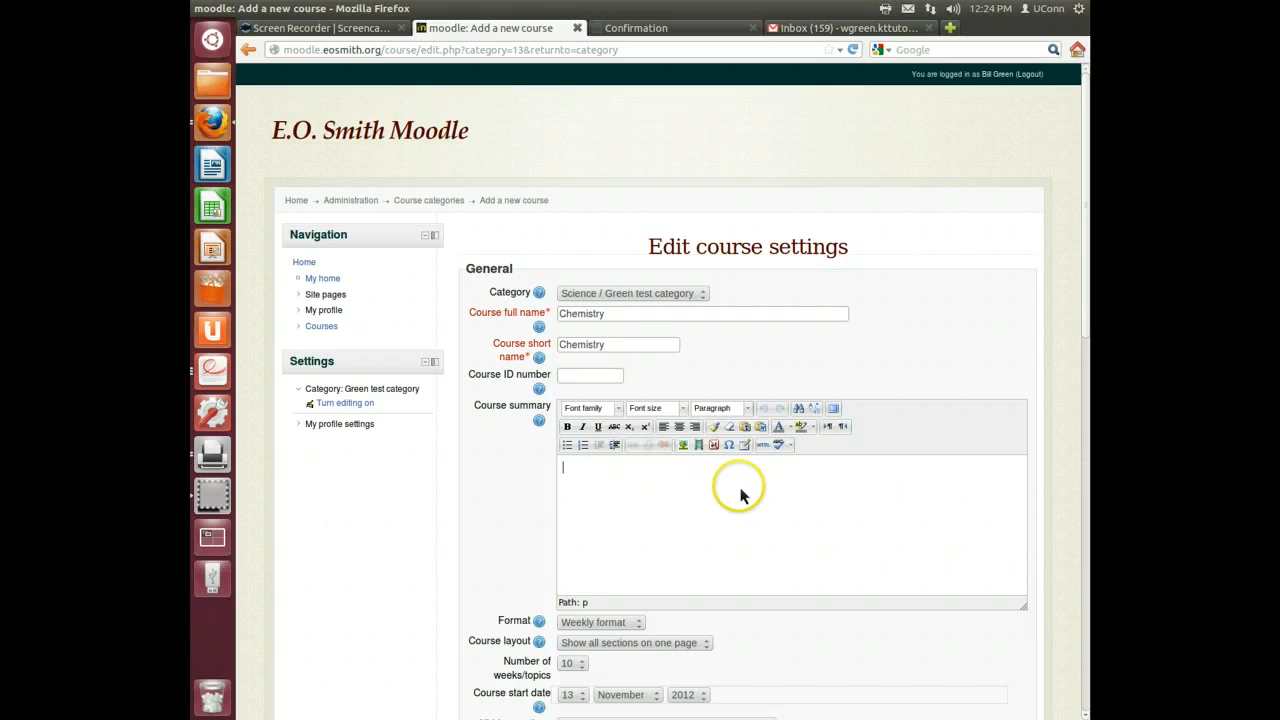 moodle: Add a new course - Mozilla Firefox
12:24 PM UConn
Screen Recorder | Screenca...
moodle: Add a new course
Confirmation
Inbox (159) - wgreen.kttuto...
moodle.eosmith.org/course/edit.php?category=13&returnto=category
Google
You are logged in as Bill Green (Logout)
E.O. Smith Moodle
Home → Administration → Course categories → Add a new course
Navigation
Home
My home
Site pages
My profile
Courses
Settings
Category: Green test category
Turn editing on
My profile settings
Edit course settings
General
Category Science / Green test category
Course full name* Chemistry
Course short name* Chemistry
Course ID number
Course summary
Font family Font size Paragraph
B I U ABC
HTML
Path: p
Format Weekly format
Course layout Show all sections on one page
Number of weeks/topics 10
Course start date 13 November 2012